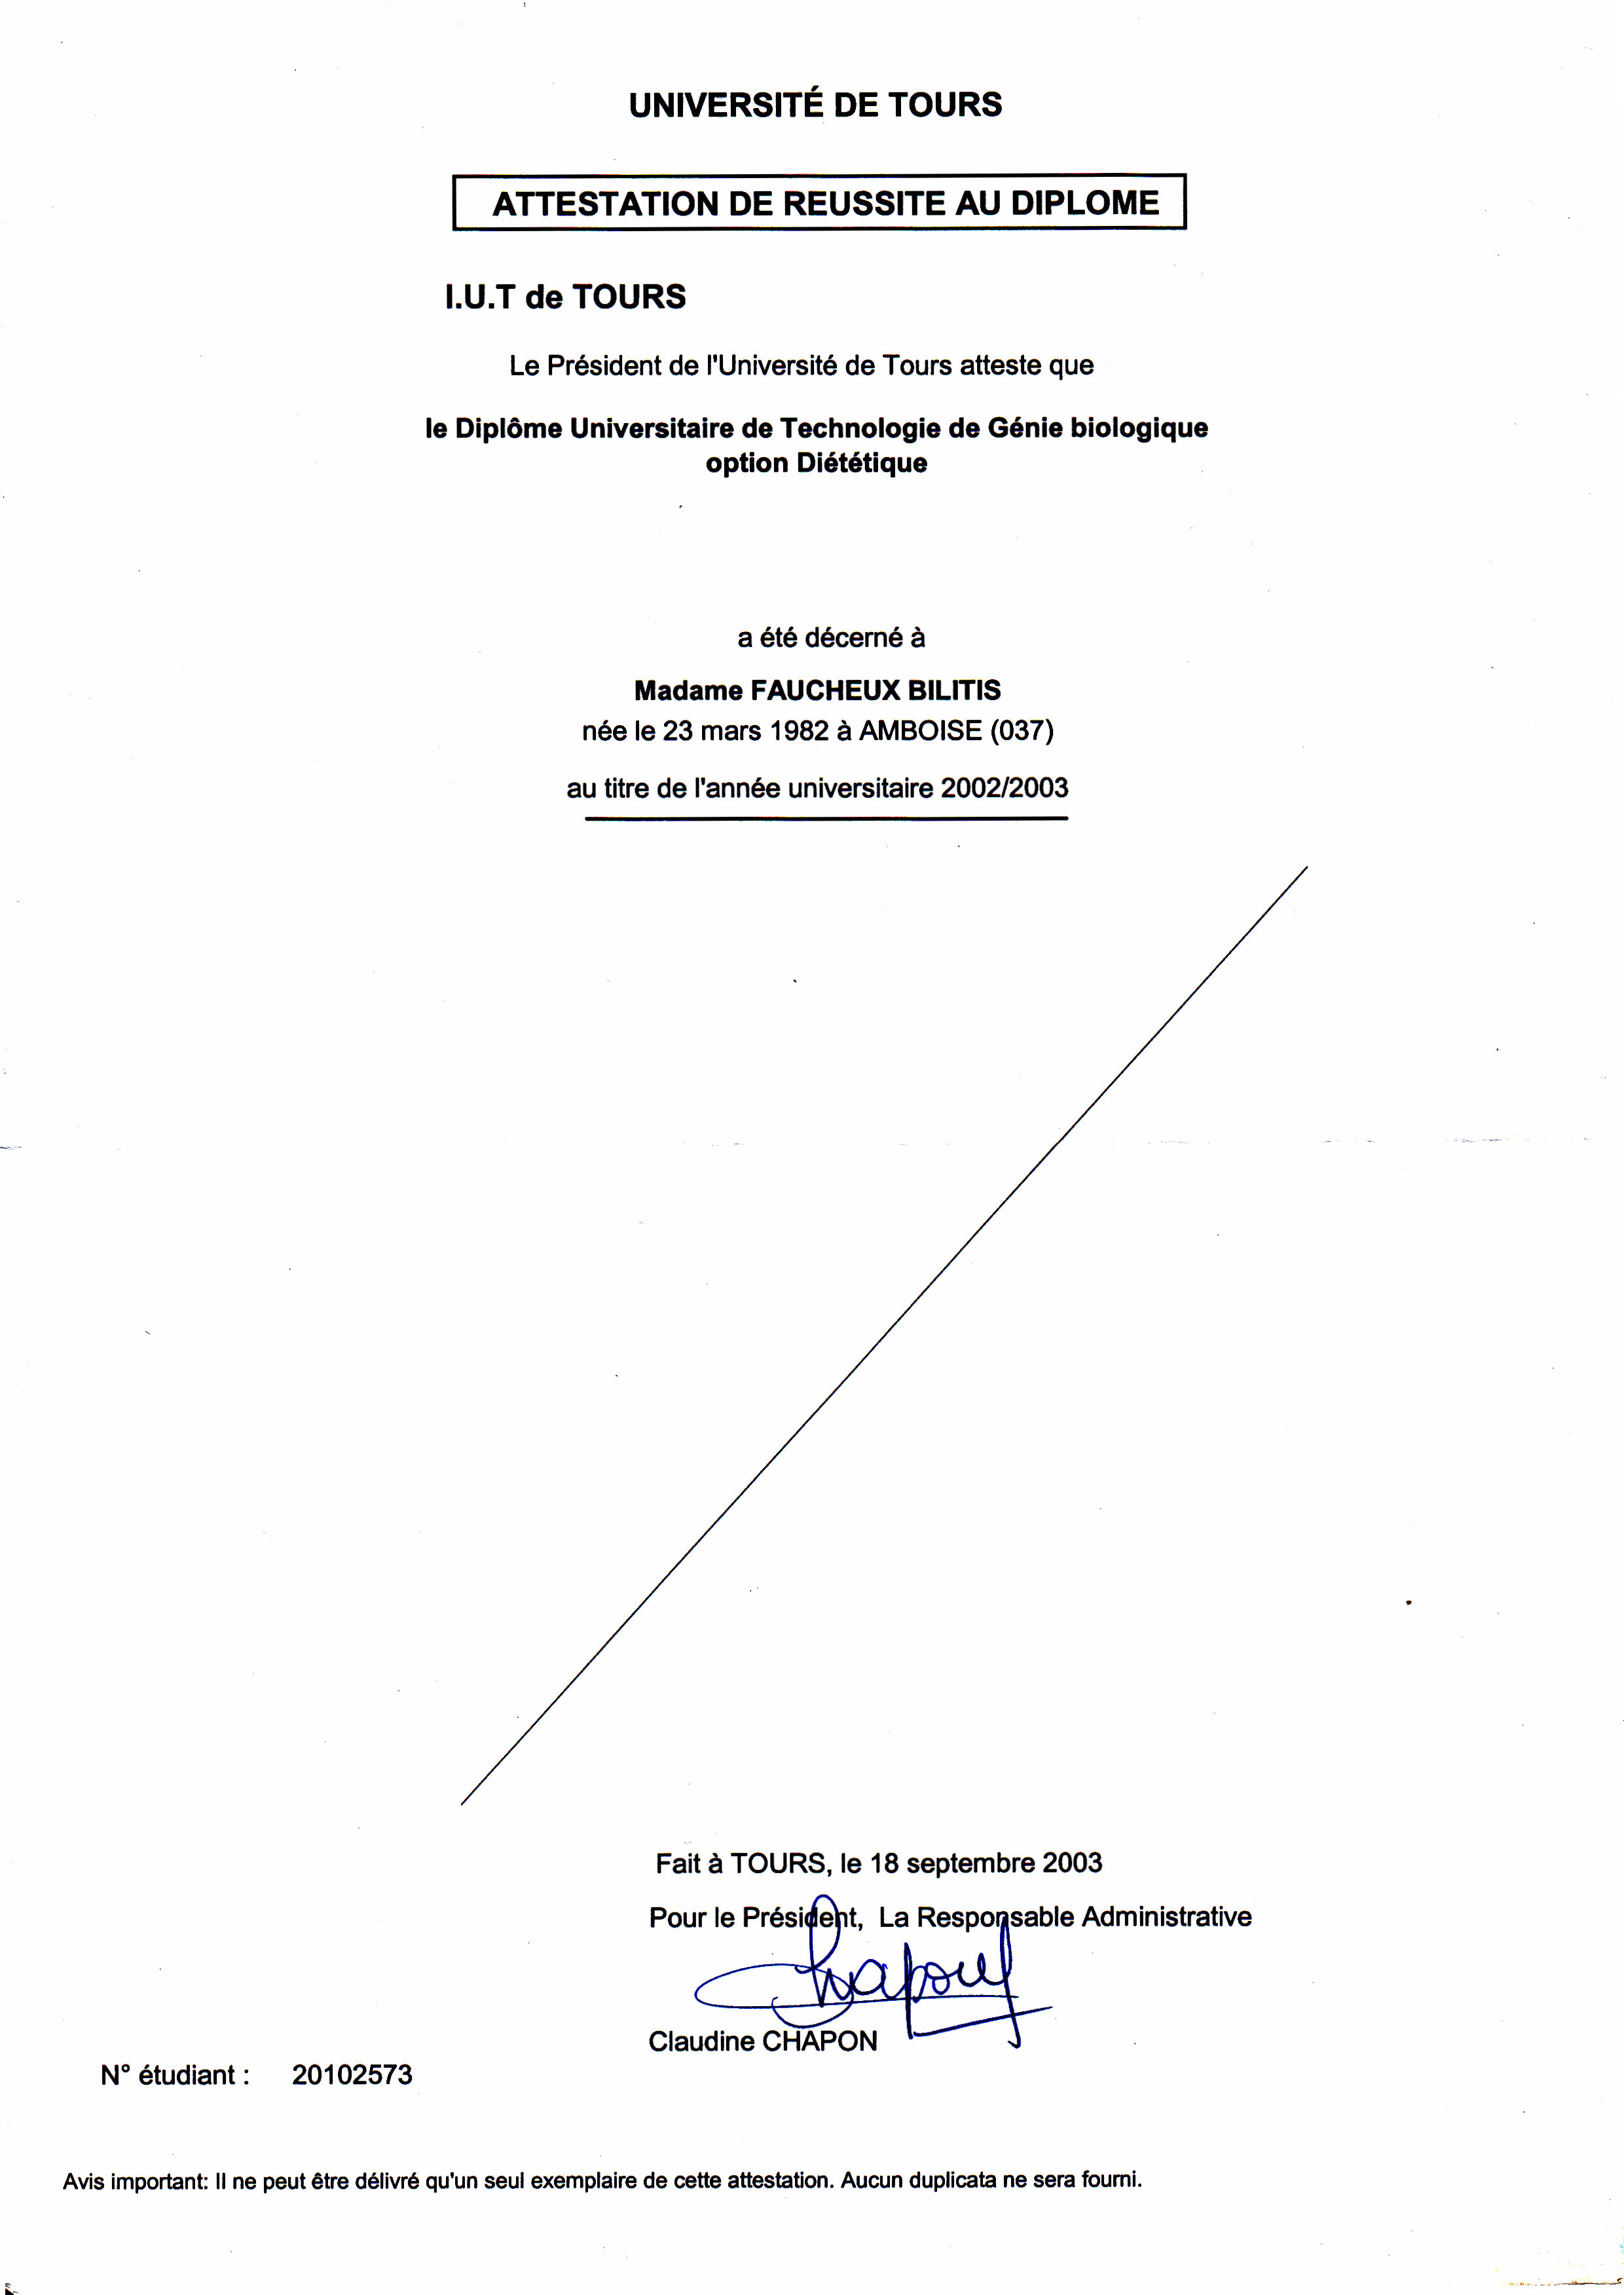 UNIVERSITÉ DE TOURS
ATTESTATION DE REUSSITE AU DIPLOME
I.U.T de TOURS
Le Président de l'Université de Tours atteste que
le Diplôme Universitaire de Technologie de Génie biologique
option Diététique
a été décerné à
Madame FAUCHEUX BILITIS
née le 23 mars 1982 à AMBOISE (037)
au titre de l'année universitaire 2002/2003
Fait à TOURS, le 18 septembre 2003
Pour le Président, La Responsable Administrative
Chapon
Claudine CHAPON
N° étudiant : 20102573
Avis important: Il ne peut être délivré qu'un seul exemplaire de cette attestation. Aucun duplicata ne sera fourni.